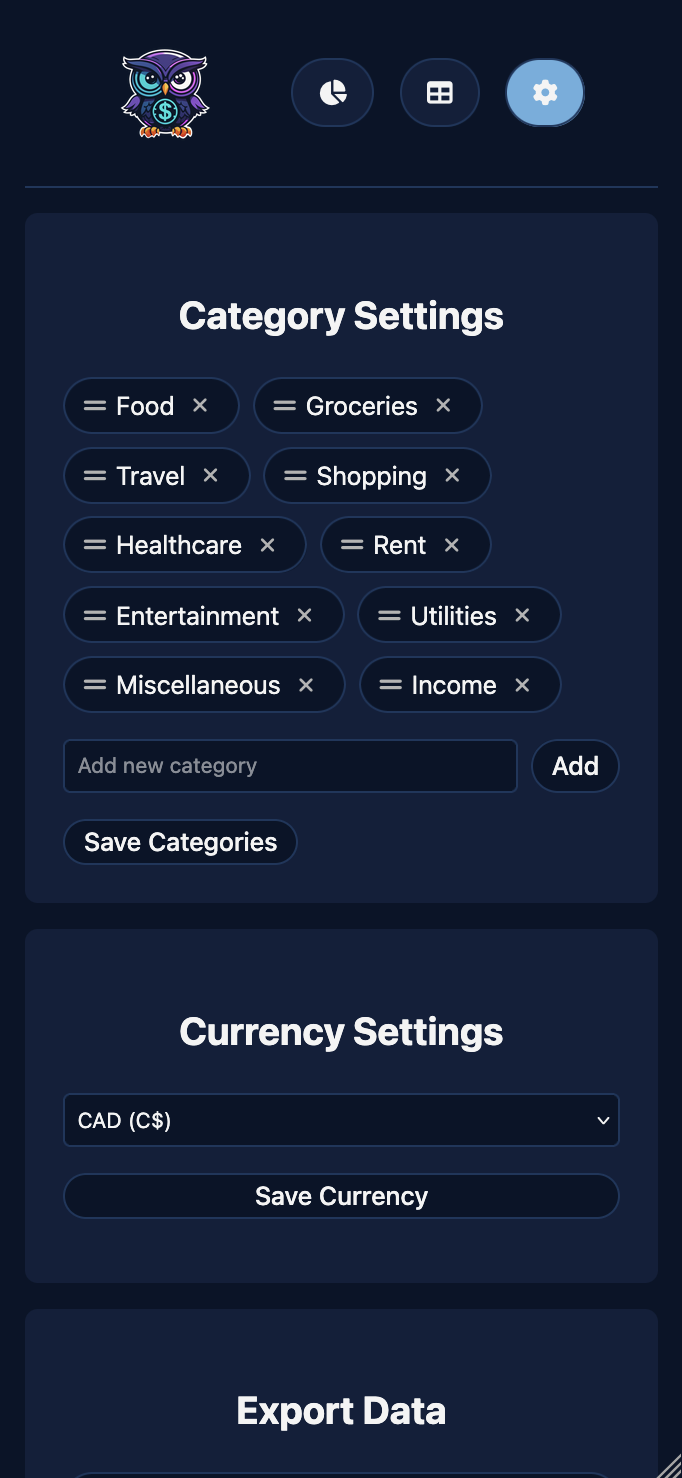 $
Category Settings
Food
Groceries
Travel
Shopping
Healthcare
Rent
Entertainment
Utilities
Miscellaneous
Income
Add new category
Add
Save Categories
Currency Settings
CAD (C$)
Save Currency
Export Data